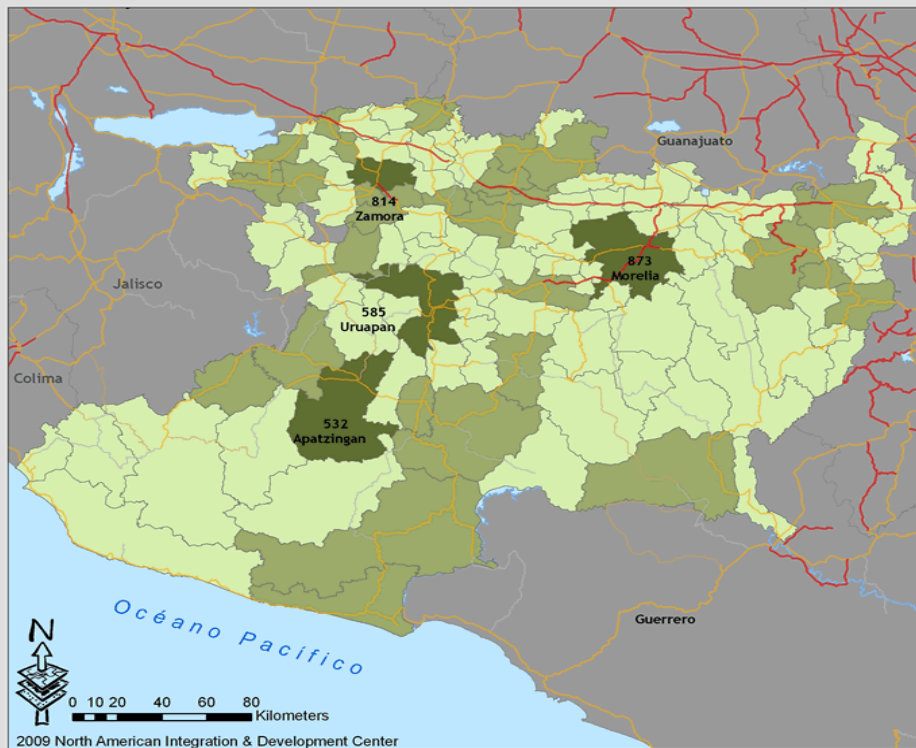 Guanajuato
814
Zamora
873
Morelia
Jalisco
585
Uruapan
Colima
532
Apatzingan
Océano Pacífico
Guerrero
N
0 10 20 40 60 80
Kilometers
2009 North American Integration & Development Center